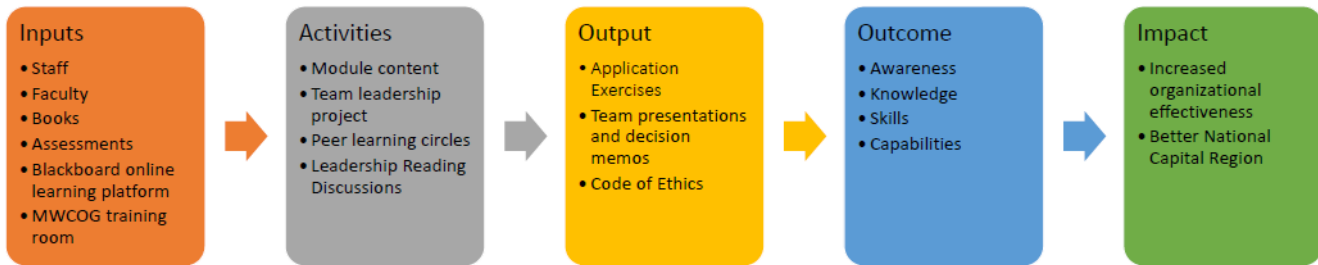 Inputs
• Staff
• Faculty
• Books
• Assessments
• Blackboard online
learning platform
• MWCOG training
room
Activities
• Module content
• Team leadership
project
• Peer learning circles
• Leadership Reading
Discussions
Output
• Application
Exercises
• Team presentations
and decision
memos
• Code of Ethics
Outcome
• Awareness
• Knowledge
• Skills
• Capabilities
Impact
• Increased
organizational
effectiveness
• Better National
Capital Region